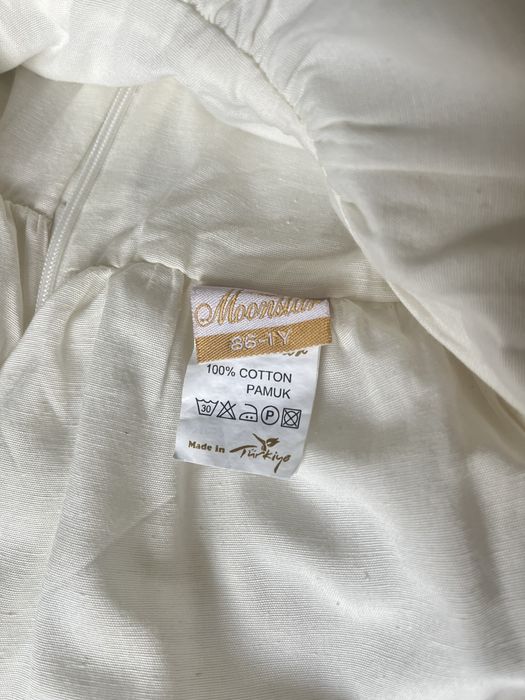 Moonstar
86-1Y
100% COTTON
PAMUK
30 P
Made In Türkiye